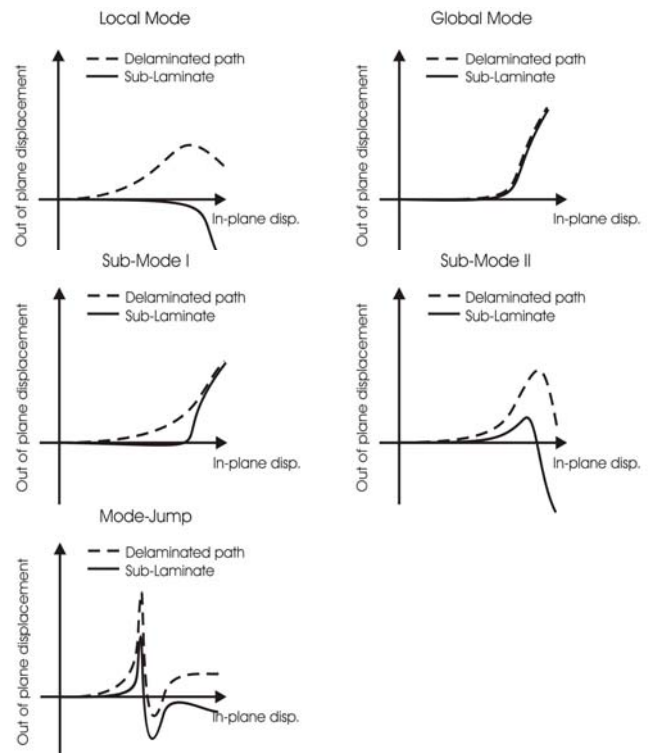 Local Mode
Delaminated path
Sub-Laminate
Out of plane displacement
In-plane disp.
Global Mode
Delaminated path
Sub-Laminate
Out of plane displacement
In-plane disp.
Sub-Mode I
Delaminated path
Sub-Laminate
Out of plane displacement
In-plane disp.
Sub-Mode II
Delaminated path
Sub-Laminate
Out of plane displacement
In-plane disp.
Mode-Jump
Delaminated path
Sub-Laminate
Out of plane displacement
In-plane disp.